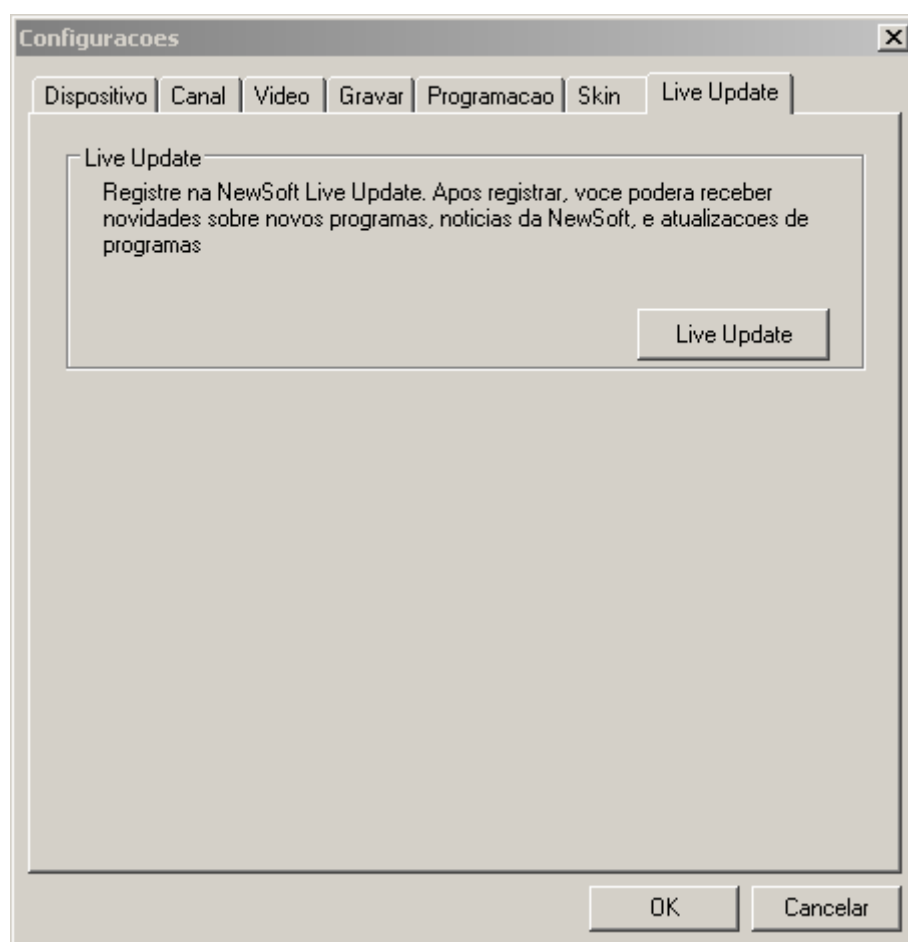 Configuracoes
Dispositivo Canal Video Gravar Programacao Skin Live Update
Live Update
Registre na NewSoft Live Update. Apos registrar, voce podera receber
novidades sobre novos programas, noticias da NewSoft, e atualizacoes de
programas
Live Update
OK Cancelar